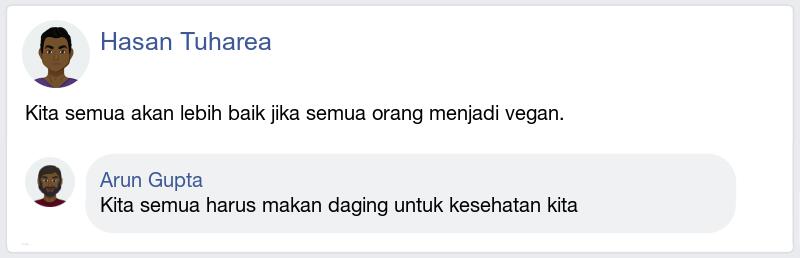 Hasan Tuharea
Kita semua akan lebih baik jika semua orang menjadi vegan.
Arun Gupta
Kita semua harus makan daging untuk kesehatan kita